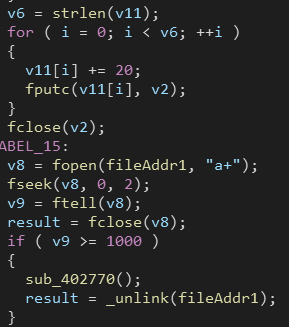 v6 = strlen(v11);
for ( i = 0; i < v6; ++i )
{
v11[i] += 20;
fputc(v11[i], v2);
}
fclose(v2);
ABEL_15:
v8 = fopen(fileAddr1, "a+");
fseek(v8, 0, 2);
v9 = ftell(v8);
result = fclose(v8);
if ( v9 >= 1000 )
{
sub_402770();
result = _unlink(fileAddr1);
}